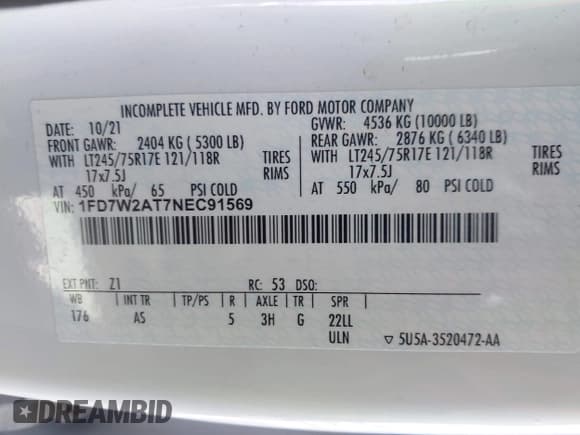 INCOMPLETE VEHICLE MFD. BY FORD MOTOR COMPANY
DATE: 10/21 GVWR: 4536 KG (10000 LB)
FRONT GAWR: 2404 KG ( 5300 LB) REAR GAWR: 2876 KG ( 6340 LB)
WITH LT245/75R17E 121/118R TIRES WITH LT245/75R17E 121/118R TIRES
17x7.5J RIMS 17x7.5J RIMS
AT 450 kPa/ 65 PSI COLD AT 550 kPa/ 80 PSI COLD
VIN: 1FD7W2AT7NEC91569
EXT PNT: Z1 RC: 53 DSO:
WB INT TR TP/PS R AXLE TR SPR
176 AS 5 3H G 22LL
ULN ▽ 5U5A-3520472-AA
DREAMBID